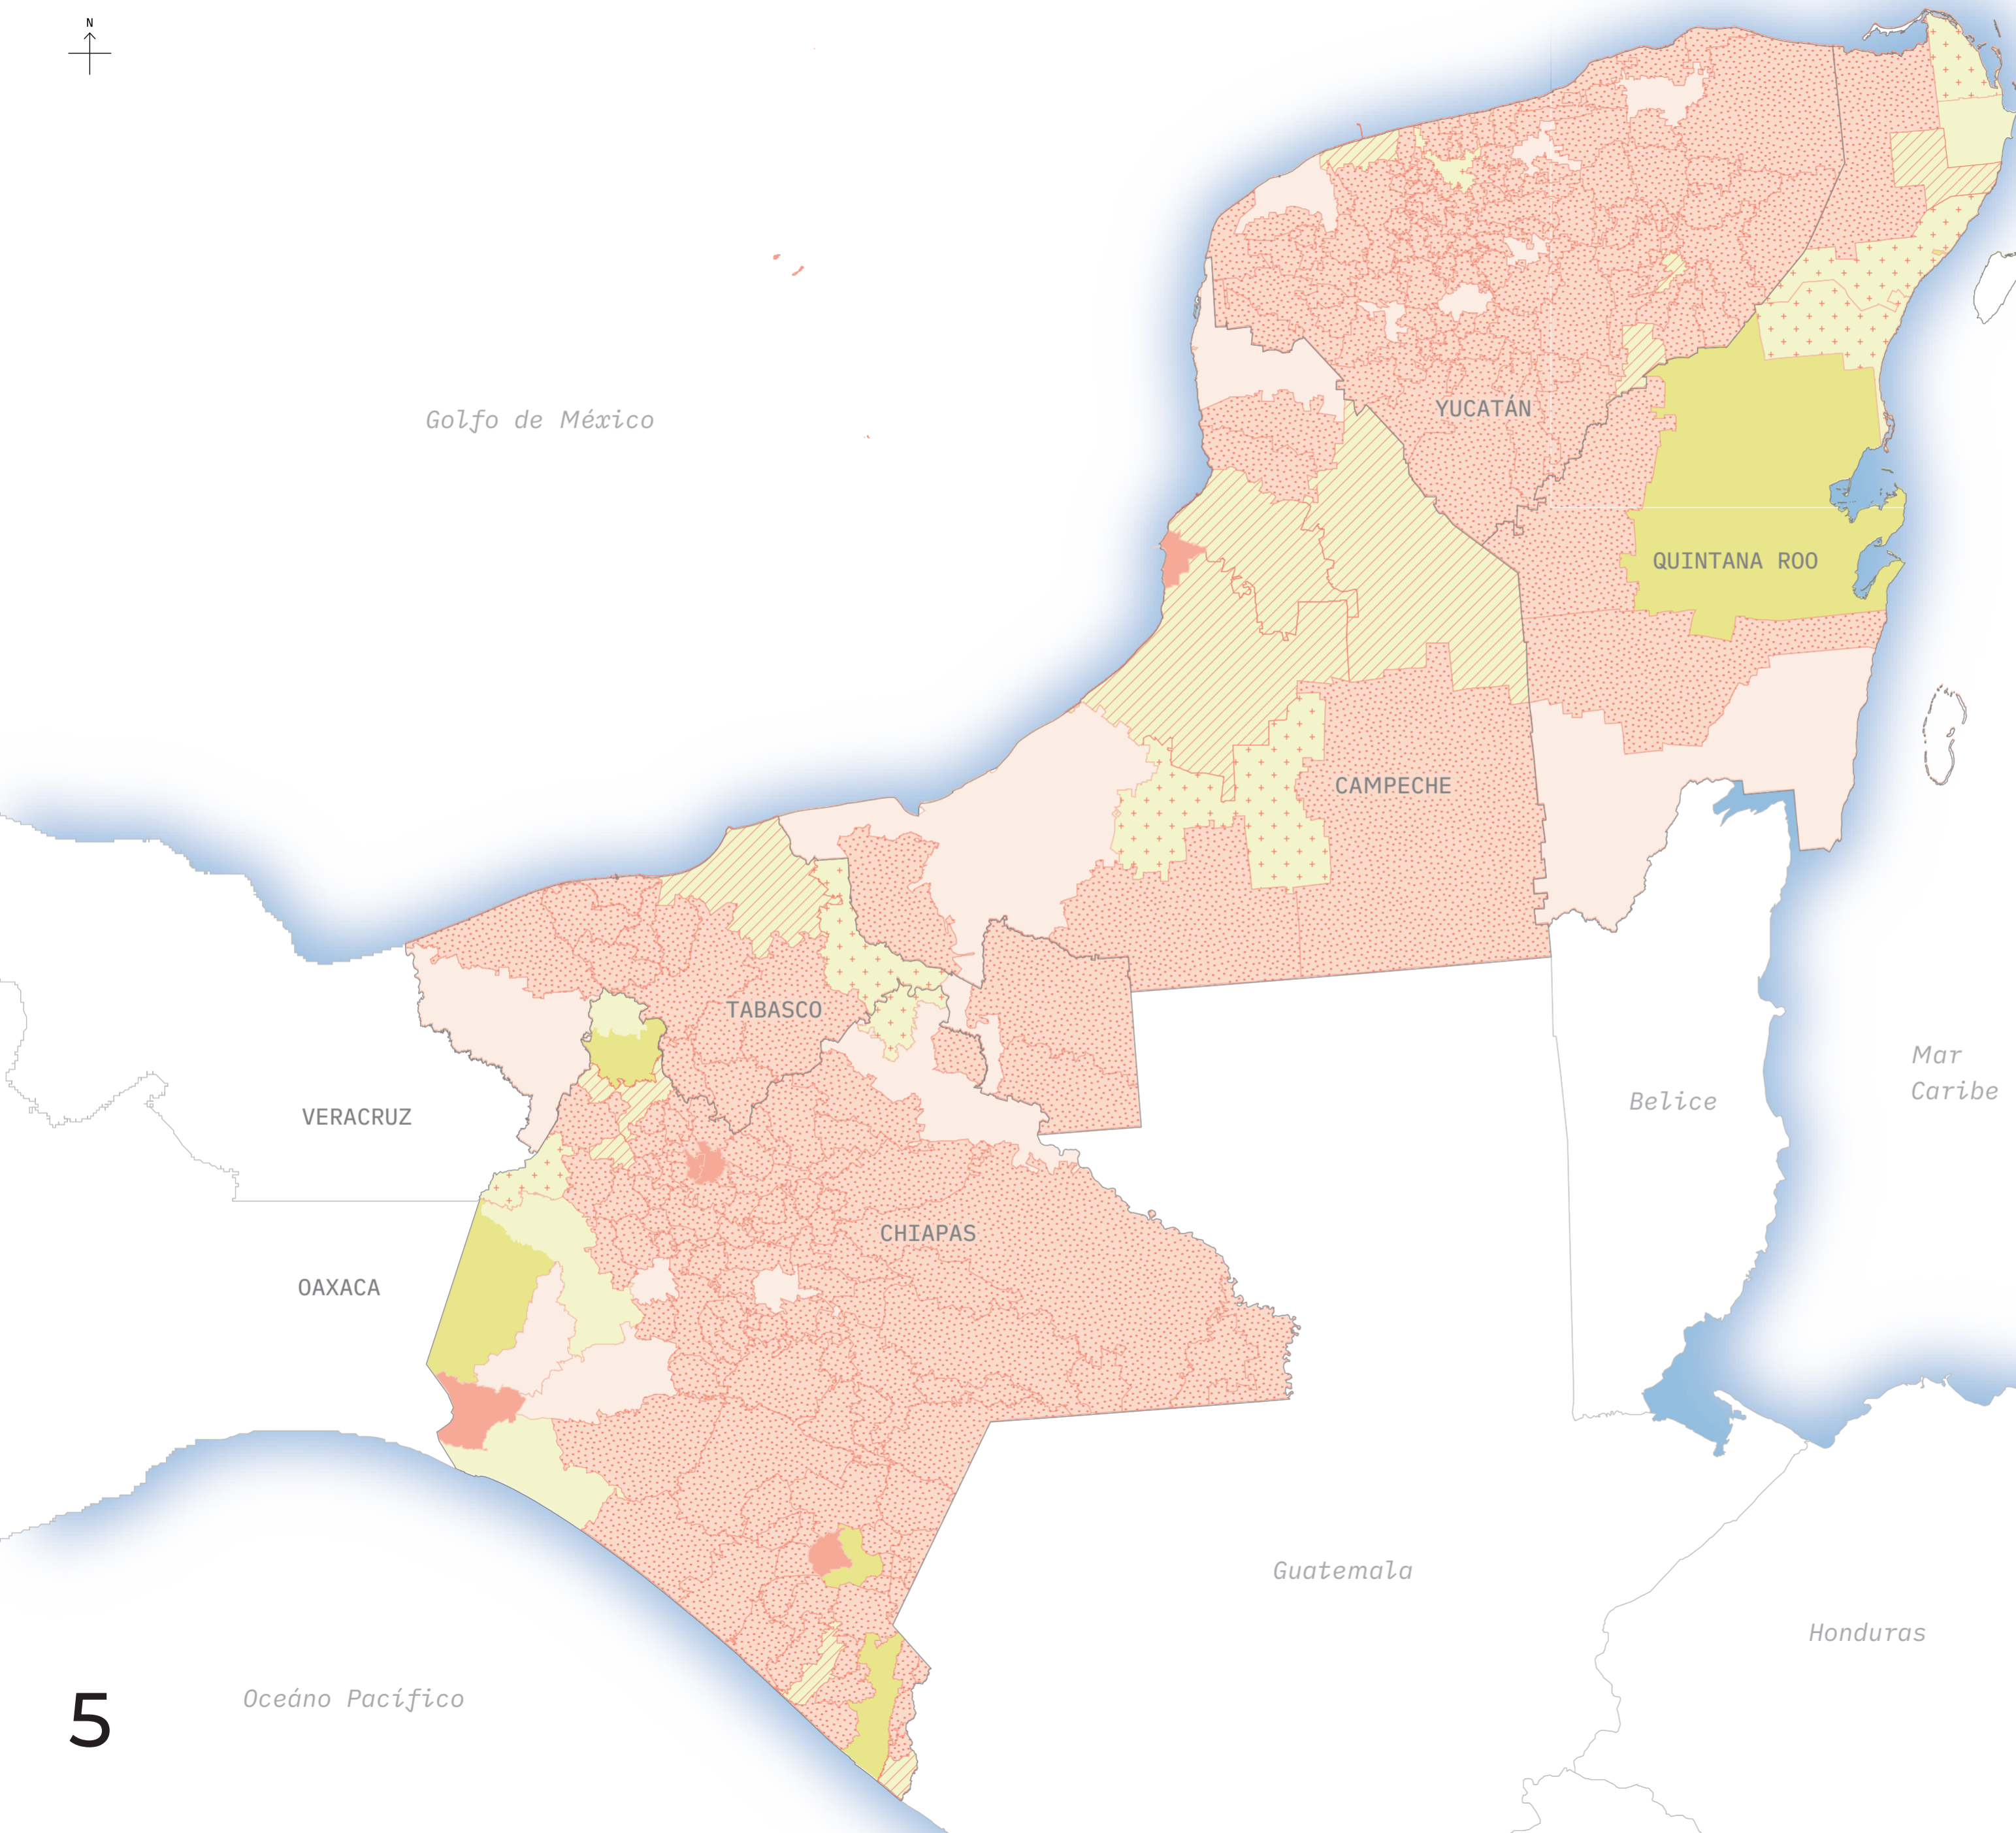 N
Golfo de México
YUCATÁN
QUINTANA ROO
CAMPECHE
TABASCO
Mar
Caribe
Belice
VERACRUZ
CHIAPAS
OAXACA
Guatemala
Honduras
Oceáno Pacífico
5